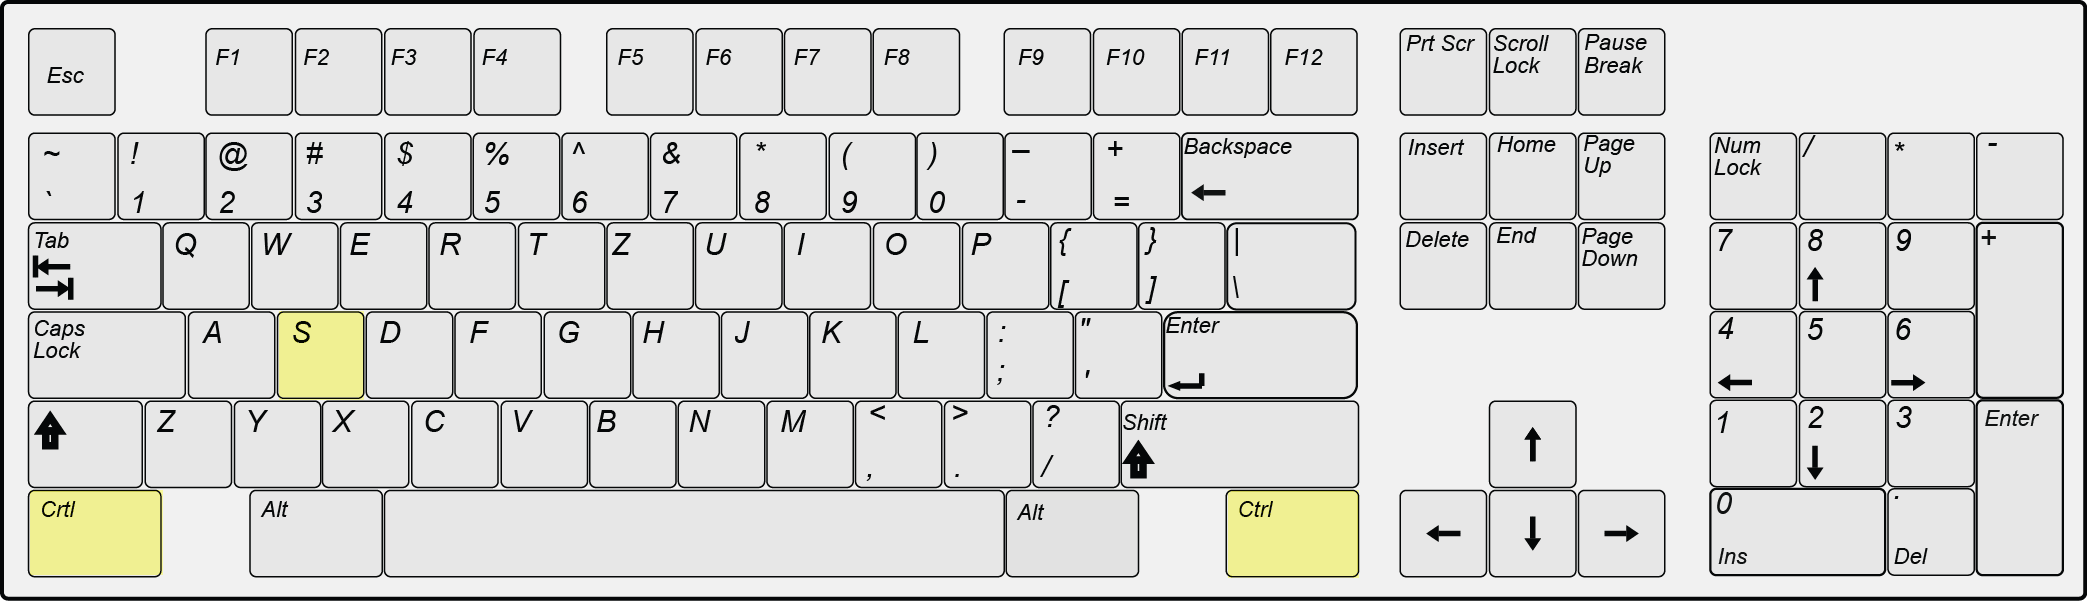 Esc F1 F2 F3 F4 F5 F6 F7 F8 F9 F10 F11 F12 Prt Scr Scroll Lock Pause Break
~ ! @ # $ % ^ & * ( ) – + Backspace Insert Home Page Up Num Lock / * -
` 1 2 3 4 5 6 7 8 9 0 - =
Tab Q W E R T Z U I O P { } | Delete End Page Down 7 8 9 +
[ ] \
Caps Lock A S D F G H J K L : " Enter 4 5 6
; '
Z Y X C V B N M < > ? Shift 1 2 3 Enter
, . /
Crtl Alt Alt Ctrl 0 .
Ins Del